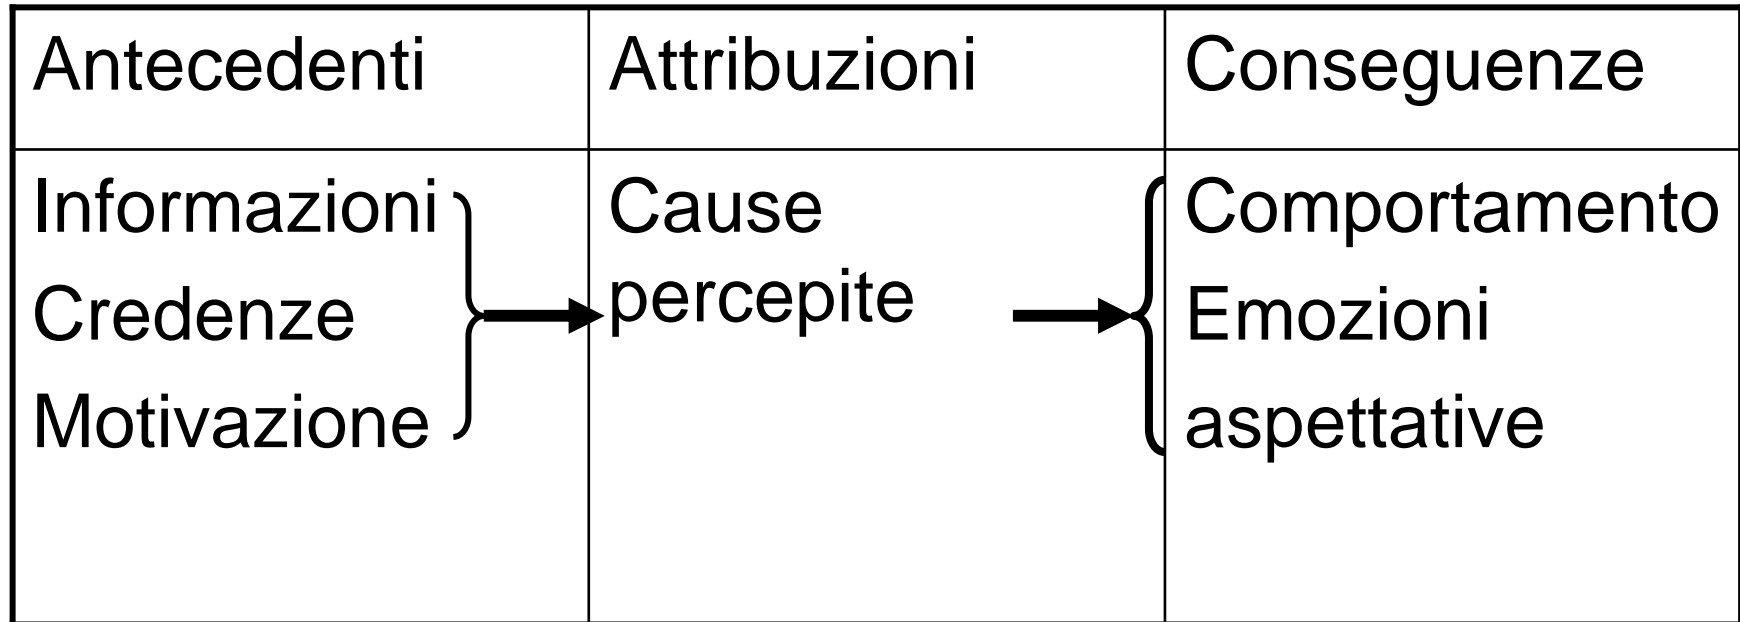 Antecedenti
Attribuzioni
Conseguenze
Informazioni
Credenze
Motivazione
Cause
percepite
Comportamento
Emozioni
aspettative